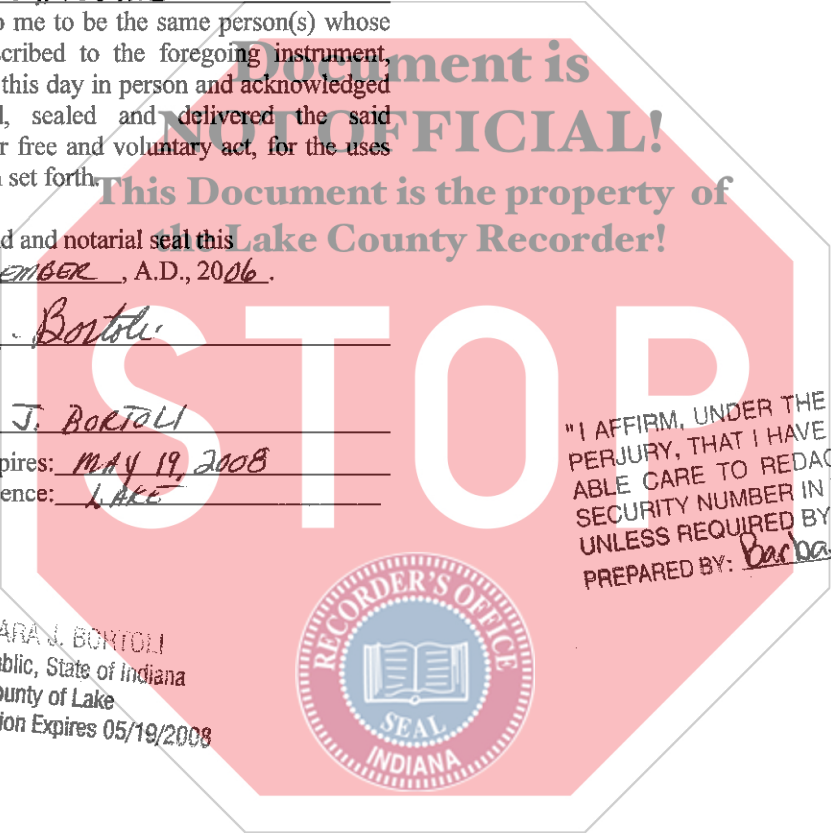 o me to be the same person(s) whose
scribed to the foregoing instrument,
this day in person and acknowledged
l, sealed and delivered the said
r free and voluntary act, for the uses
n set forth.
d and notarial seal this
EMBER, A.D., 2006.
Bortoli
J. BORTOLI
pires: MAY 19, 2008
ence: LAKE
ARA J. BORTOLI
blic, State of Indiana
ounty of Lake
ion Expires 05/19/2008
"I AFFIRM, UNDER THE
PERJURY, THAT I HAVE
ABLE CARE TO REDAC
SECURITY NUMBER IN
UNLESS REQUIRED BY
PREPARED BY: Barba
Document is
NOT OFFICIAL!
This Document is the property of
the Lake County Recorder!
STOP
RECORDER'S OFFICE
SEAL
INDIANA